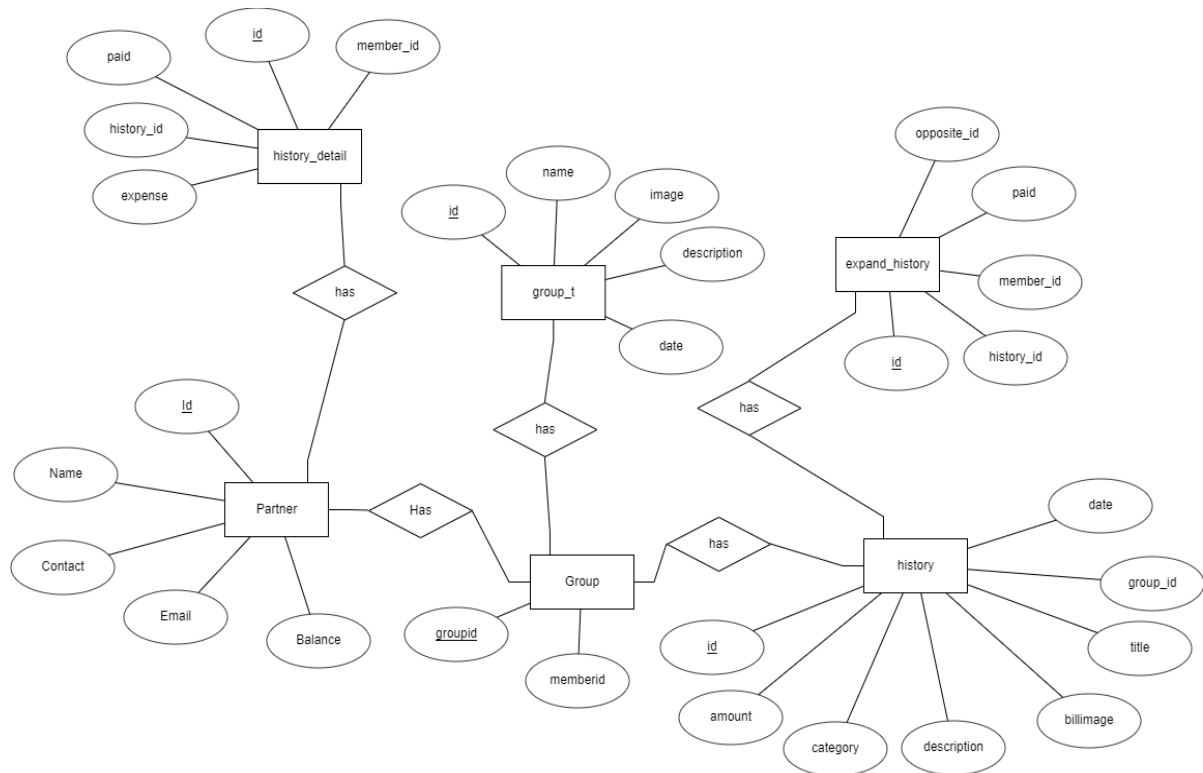 id
paid
member_id
history_id
history_detail
expense
has
name
id
image
description
group_t
date
has
opposite_id
paid
expand_history
member_id
id
history_id
has
Id
Name
Partner
Contact
Email
Balance
Has
Group
groupid
memberid
has
date
history
group_id
id
title
amount
billimage
category
description